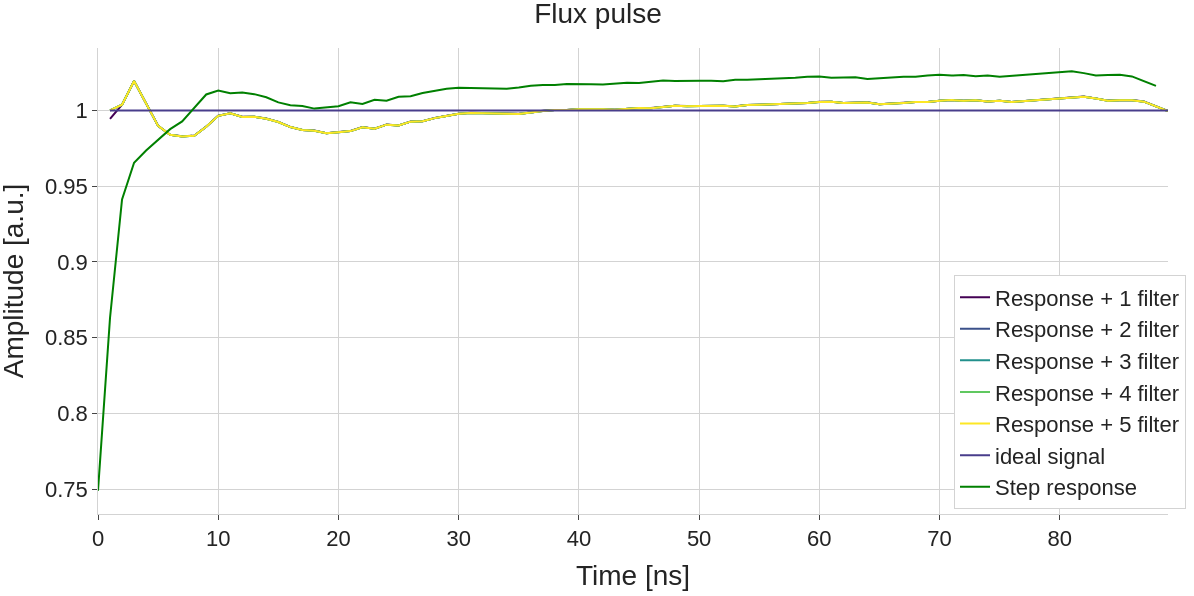 Flux pulse
Amplitude [a.u.]
1
0.95
0.9
0.85
0.8
0.75
0 10 20 30 40 50 60 70 80
Time [ns]
Response + 1 filter
Response + 2 filter
Response + 3 filter
Response + 4 filter
Response + 5 filter
ideal signal
Step response